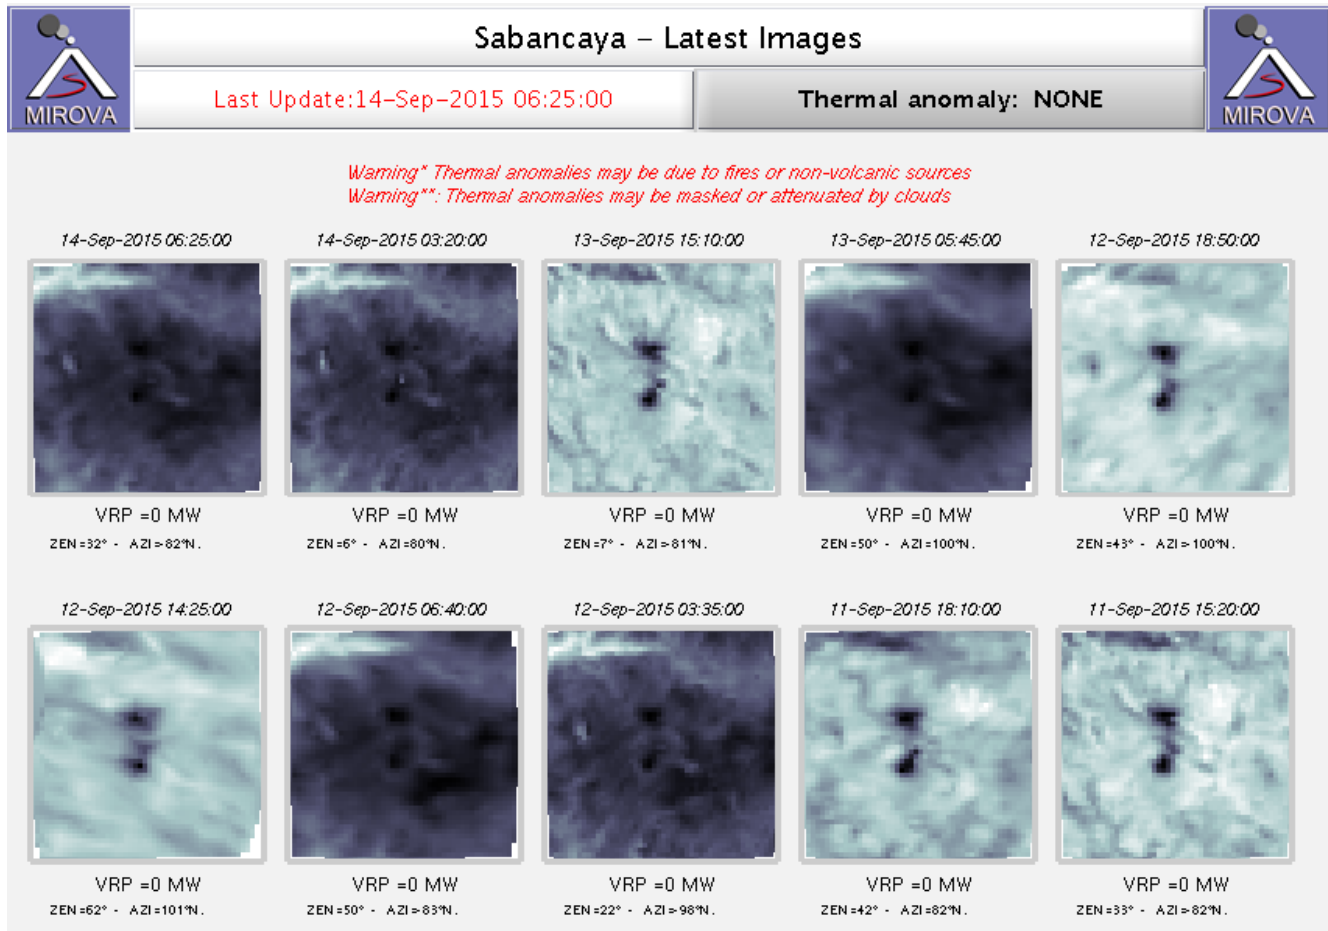 Sabancaya – Latest Images
MIROVA
Last Update:14–Sep–2015 06:25:00
Thermal anomaly: NONE
MIROVA
Warning* Thermal anomalies may be due to fires or non-volcanic sources
Warning**: Thermal anomalies may be masked or attenuated by clouds
14-Sep-2015 06:25:00
14-Sep-2015 03:20:00
13-Sep-2015 15:10:00
13-Sep-2015 05:45:00
12-Sep-2015 18:50:00
VRP =0 MW
VRP =0 MW
VRP =0 MW
VRP =0 MW
VRP =0 MW
ZEN=32° - AZI=82°N.
ZEN=6° - AZI=80°N.
ZEN=7° - AZI=81°N.
ZEN=50° - AZI=100°N.
ZEN=43° - AZI=100°N.
12-Sep-2015 14:25:00
12-Sep-2015 06:40:00
12-Sep-2015 03:35:00
11-Sep-2015 18:10:00
11-Sep-2015 15:20:00
VRP =0 MW
VRP =0 MW
VRP =0 MW
VRP =0 MW
VRP =0 MW
ZEN=62° - AZI=101°N.
ZEN=50° - AZI=83°N.
ZEN=22° - AZI=98°N.
ZEN=42° - AZI=82°N.
ZEN=33° - AZI=82°N.